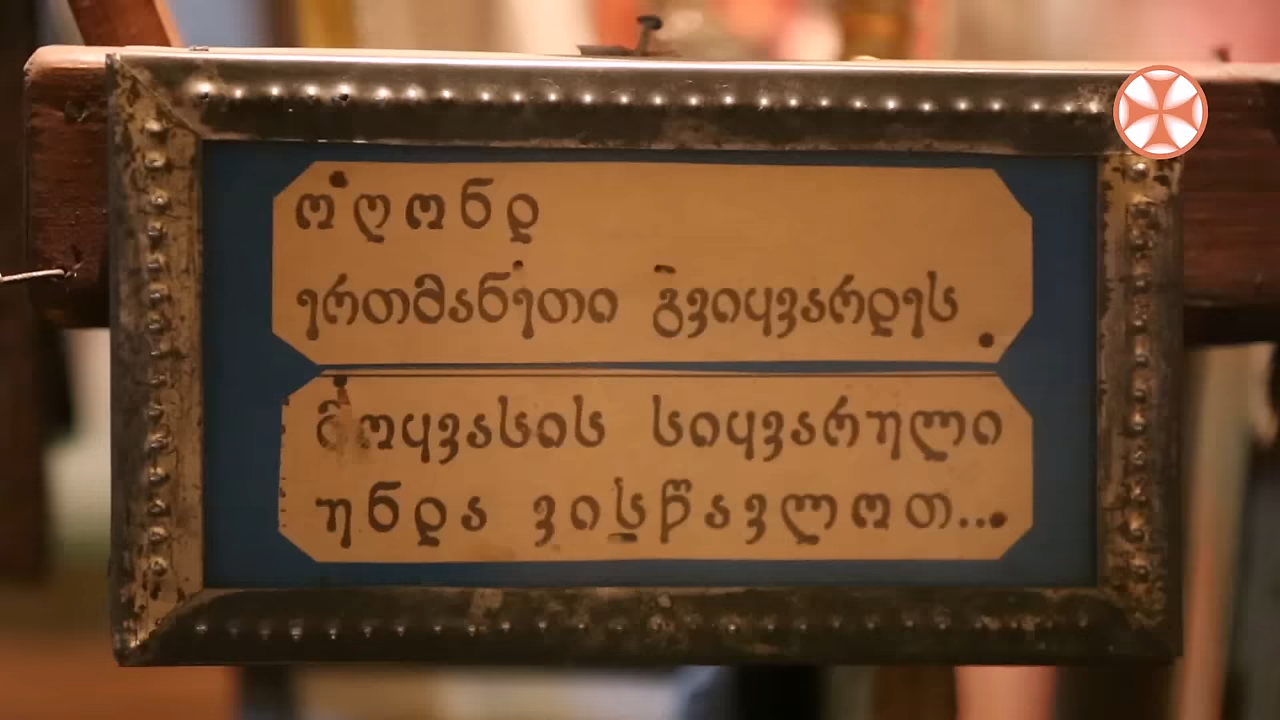 ოღონდ
ერთმანეთი გვიყვარდეს
მოყვასის სიყვარული
უნდა ვისწავლოთ...